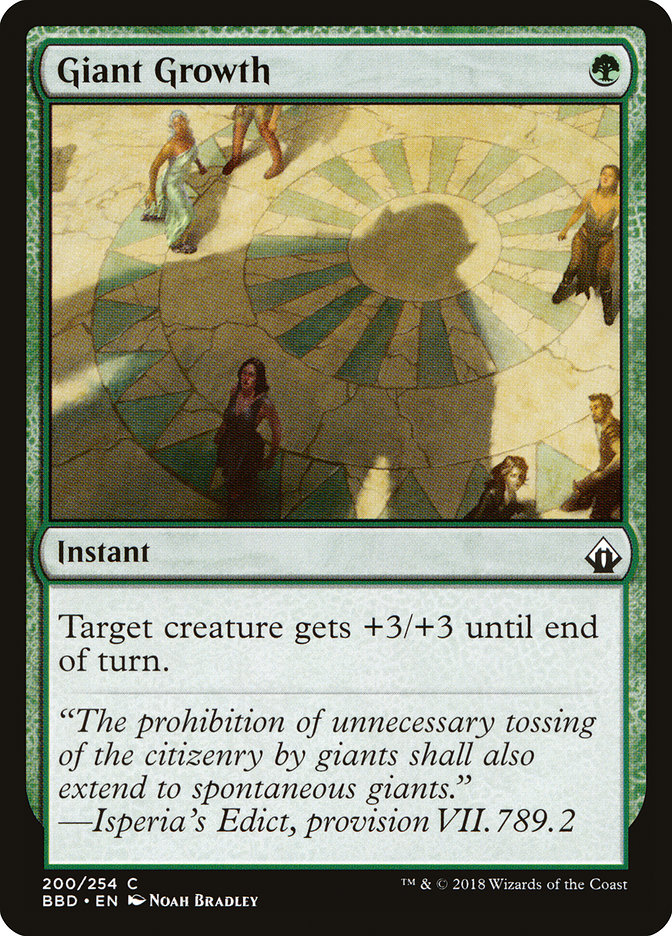 Giant Growth
Instant
Target creature gets +3/+3 until end
of turn.
“The prohibition of unnecessary tossing
of the citizenry by giants shall also
extend to spontaneous giants.”
—Isperia’s Edict, provision VII.789.2
200/254 C
BBD • EN Noah Bradley
™ & © 2018 Wizards of the Coast